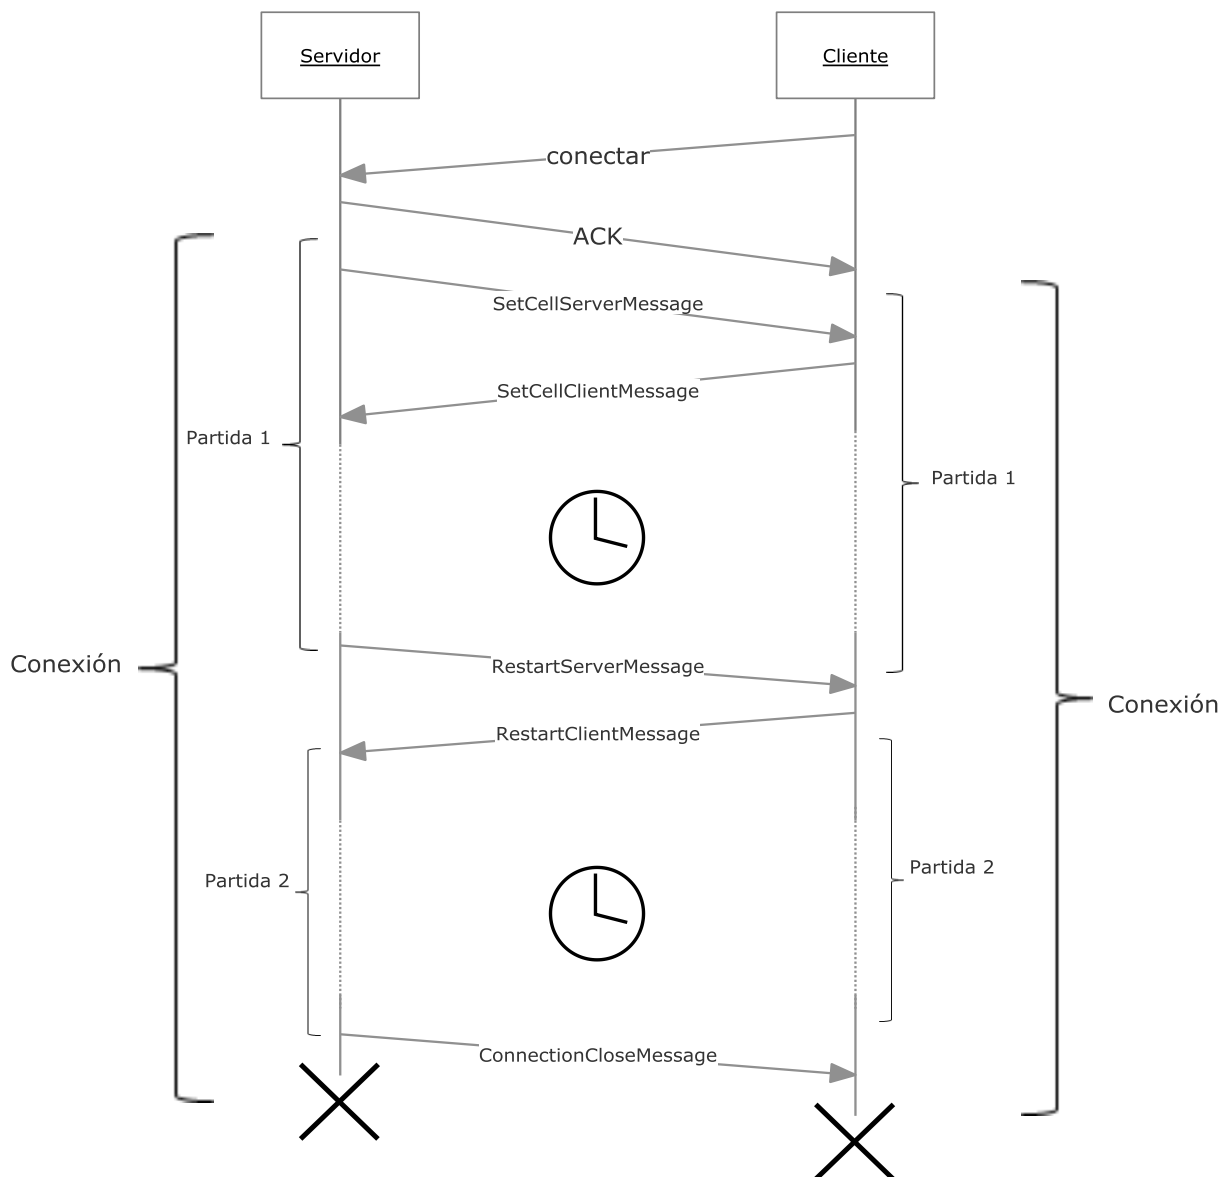 Servidor
Cliente
conectar
ACK
SetCellServerMessage
SetCellClientMessage
Partida 1
Partida 1
Conexión
RestartServerMessage
Conexión
RestartClientMessage
Partida 2
Partida 2
ConnectionCloseMessage